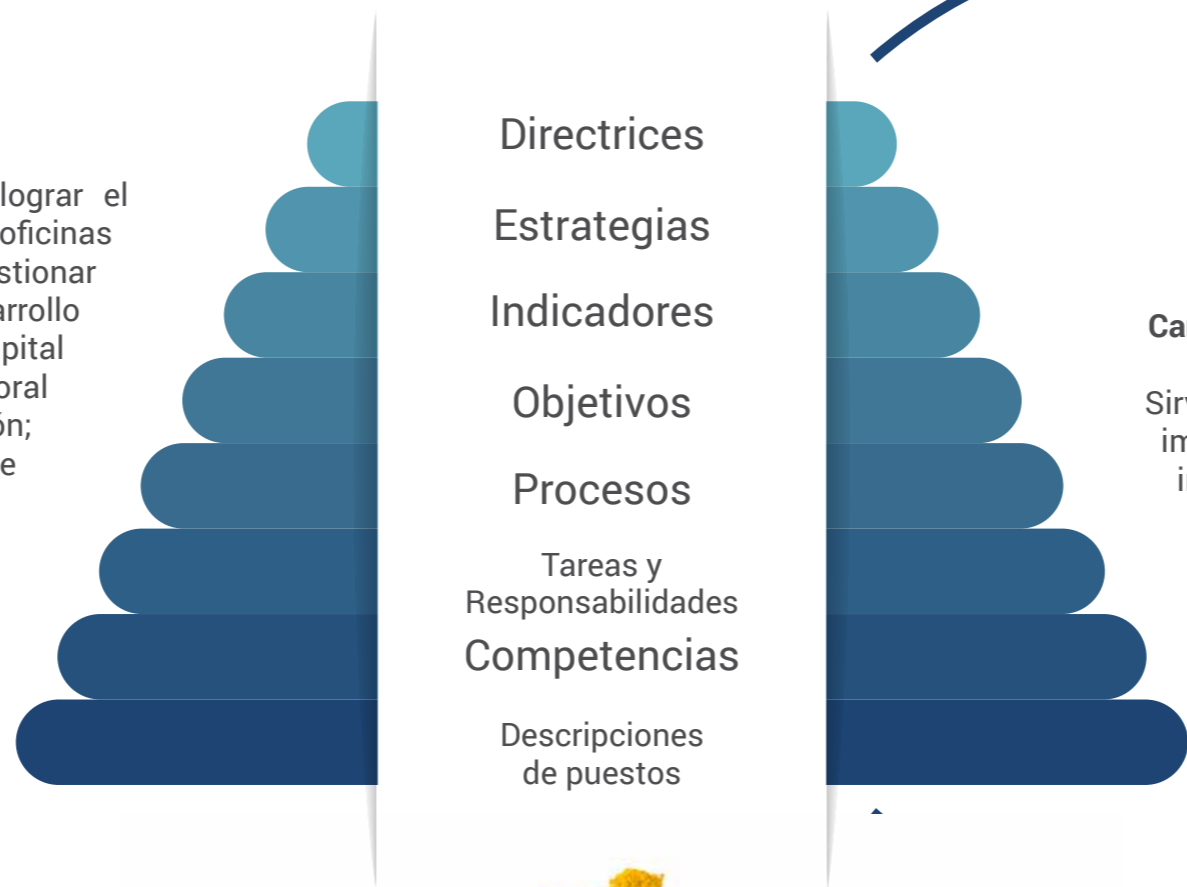 lograr el
oficinas
stionar
arrollo
pital
oral
ón;
e
Directrices
Estrategias
Indicadores
Objetivos
Procesos
Tareas y
Responsabilidades
Competencias
Descripciones
de puestos
Ca
Sir
im
i